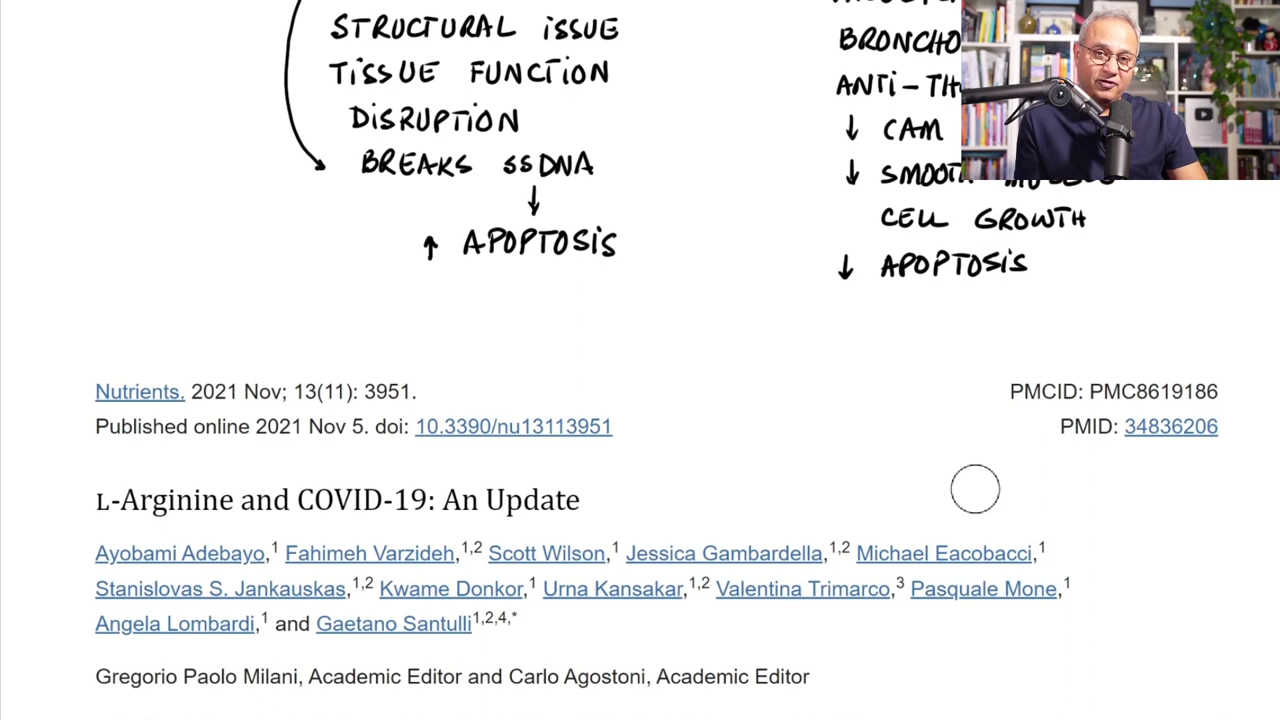 STRUCTURAL ISSUE
TISSUE FUNCTION
DISRUPTION
BREAKS SSDNA
↓
↑ APOPTOSIS
BRONCHO
ANTI-TH
↓ CAM
↓ SMOOTH
CELL GROWTH
↓ APOPTOSIS
Nutrients. 2021 Nov; 13(11): 3951.
PMCID: PMC8619186
Published online 2021 Nov 5. doi: 10.3390/nu13113951
PMID: 34836206
L-Arginine and COVID-19: An Update
Ayobami Adebayo,1 Fahimeh Varzideh,1,2 Scott Wilson,1 Jessica Gambardella,1,2 Michael Eacobacci,1
Stanislovas S. Jankauskas,1,2 Kwame Donkor,1 Urna Kansakar,1,2 Valentina Trimarco,3 Pasquale Mone,1
Angela Lombardi,1 and Gaetano Santulli1,2,4,*
Gregorio Paolo Milani, Academic Editor and Carlo Agostoni, Academic Editor